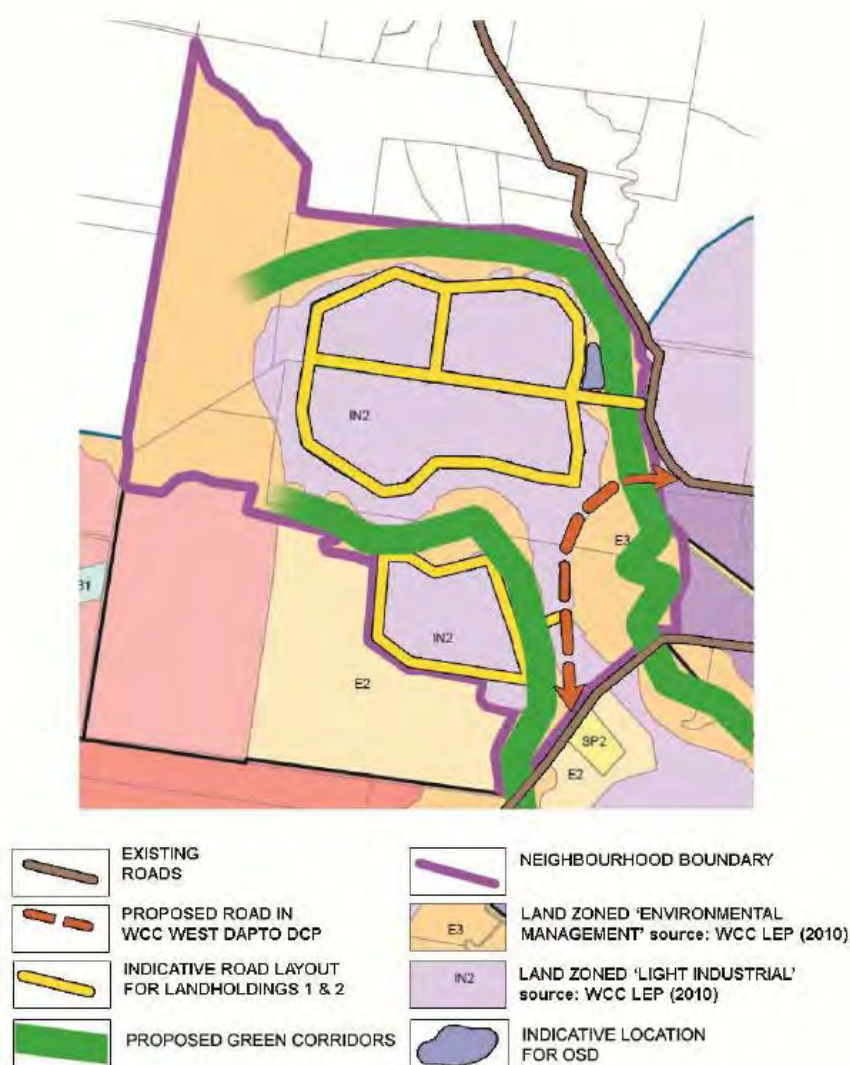 IN2
E3
31
IN2
E2
SP2
E2
EXISTING
ROADS
NEIGHBOURHOOD BOUNDARY
PROPOSED ROAD IN
WCC WEST DAPTO DCP
E3
LAND ZONED 'ENVIRONMENTAL
MANAGEMENT' source: WCC LEP (2010)
INDICATIVE ROAD LAYOUT
FOR LANDHOLDINGS 1 & 2
IN2
LAND ZONED 'LIGHT INDUSTRIAL'
source: WCC LEP (2010)
PROPOSED GREEN CORRIDORS
INDICATIVE LOCATION
FOR OSD